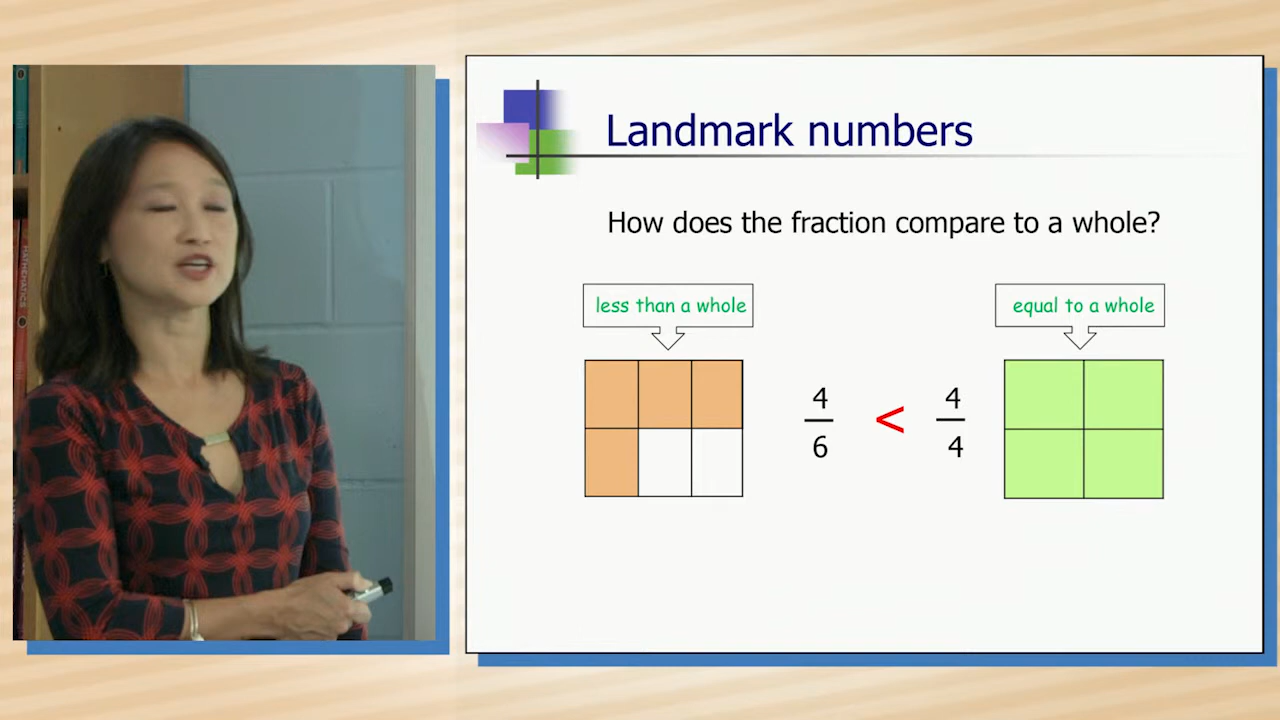 MATHEMATICS
Landmark numbers
How does the fraction compare to a whole?
less than a whole
equal to a whole
4/6 < 4/4